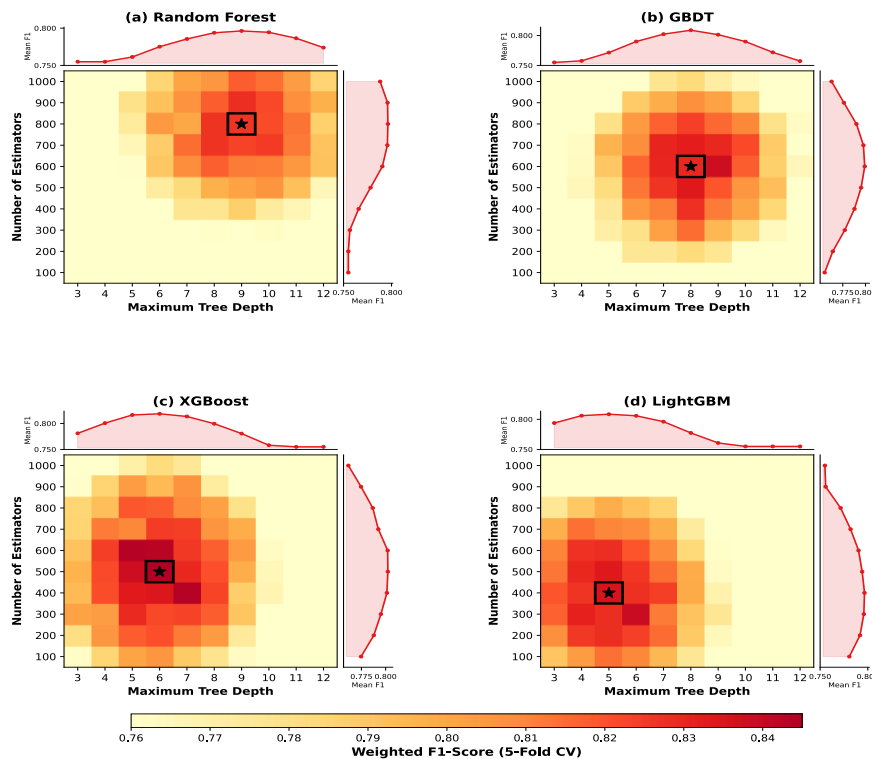 (a) Random Forest
Mean F1
0.800
0.750
Number of Estimators
1000
900
800
700
600
500
400
300
200
100
3 4 5 6 7 8 9 10 11 12
Maximum Tree Depth
0.750 0.800
Mean F1
(b) GBDT
Mean F1
0.800
0.750
Number of Estimators
1000
900
800
700
600
500
400
300
200
100
3 4 5 6 7 8 9 10 11 12
Maximum Tree Depth
0.775 0.80
Mean F1
(c) XGBoost
Mean F1
0.800
0.750
Number of Estimators
1000
900
800
700
600
500
400
300
200
100
3 4 5 6 7 8 9 10 11 12
Maximum Tree Depth
0.775 0.800
Mean F1
(d) LightGBM
Mean F1
0.800
0.750
Number of Estimators
1000
900
800
700
600
500
400
300
200
100
3 4 5 6 7 8 9 10 11 12
Maximum Tree Depth
0.750 0.80
Mean F1
0.76 0.77 0.78 0.79 0.80 0.81 0.82 0.83 0.84
Weighted F1-Score (5-Fold CV)